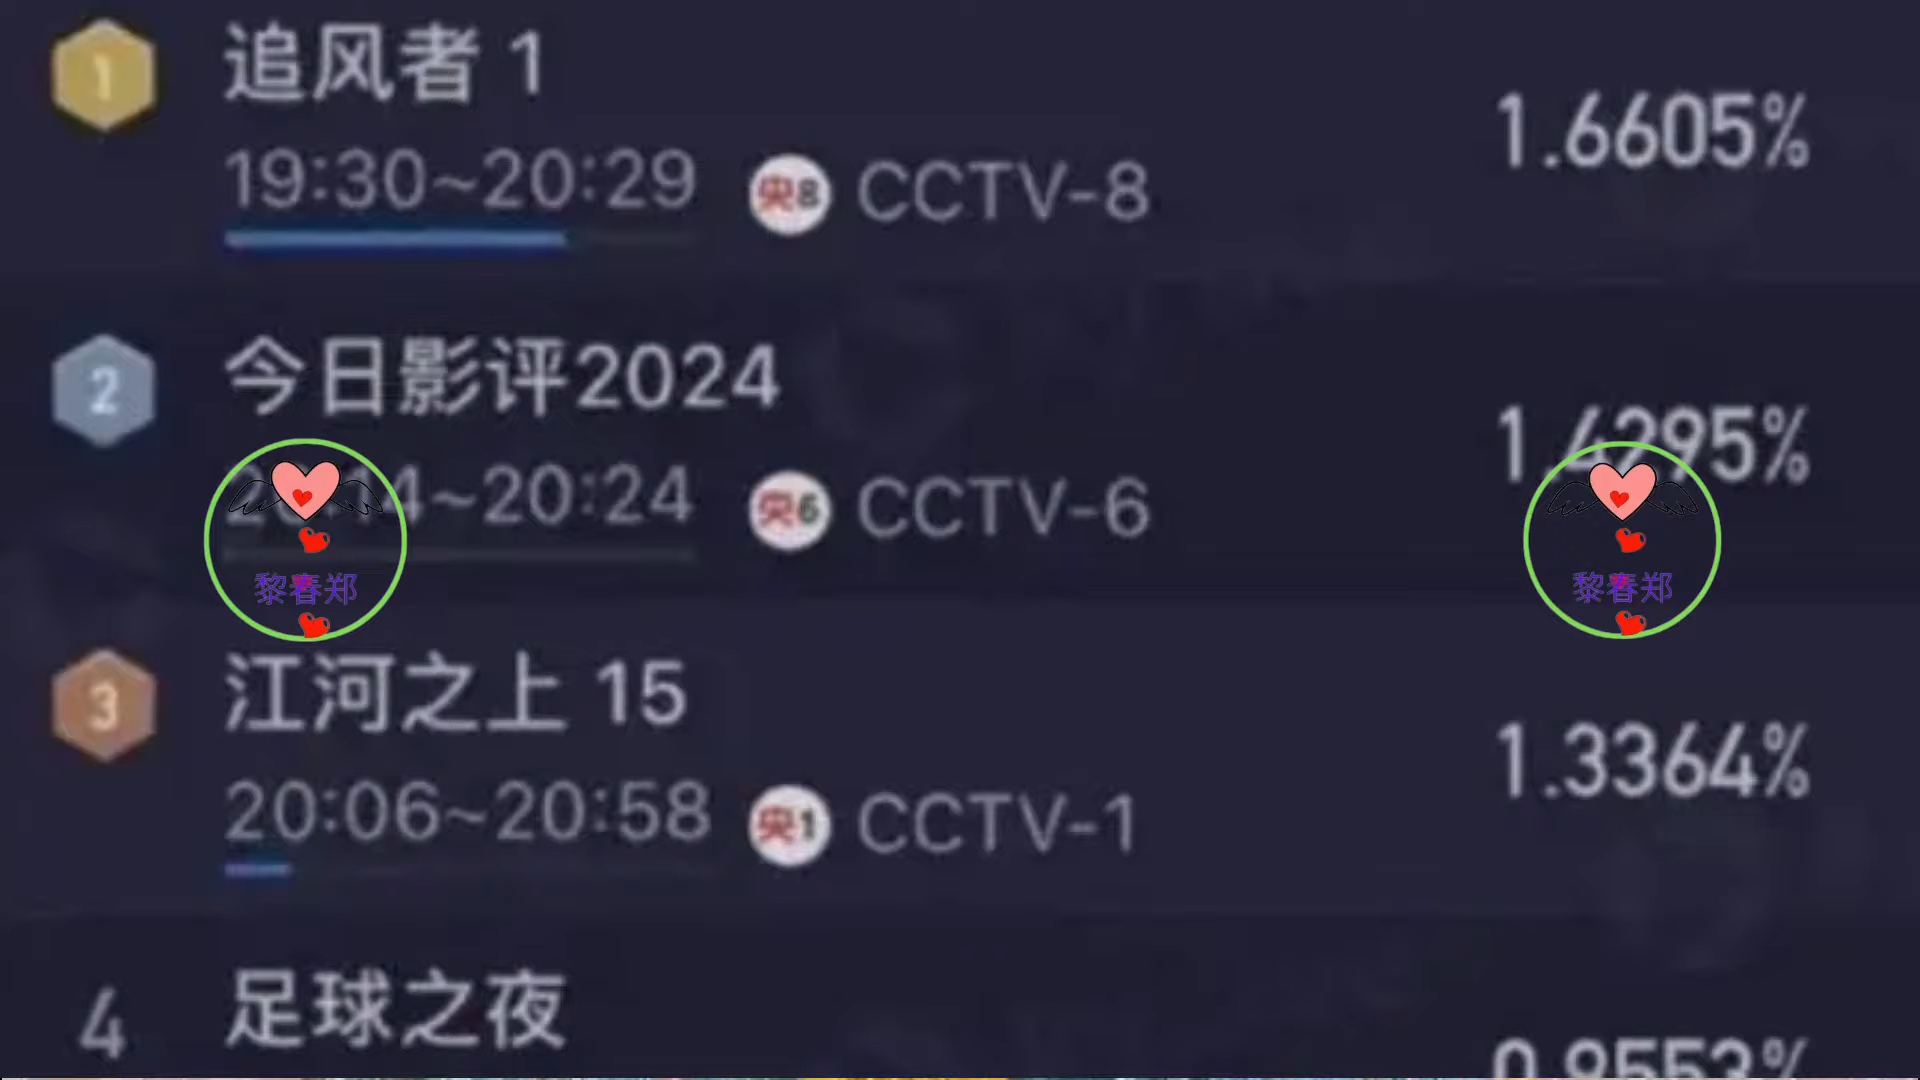 1
追风者 1
19:30~20:29
央8 CCTV-8
1.6605%
2
今日影评2024
20:14~20:24
央6 CCTV-6
1.4295%
黎春郑
黎春郑
3
江河之上 15
20:06~20:58
央1 CCTV-1
1.3364%
4
足球之夜